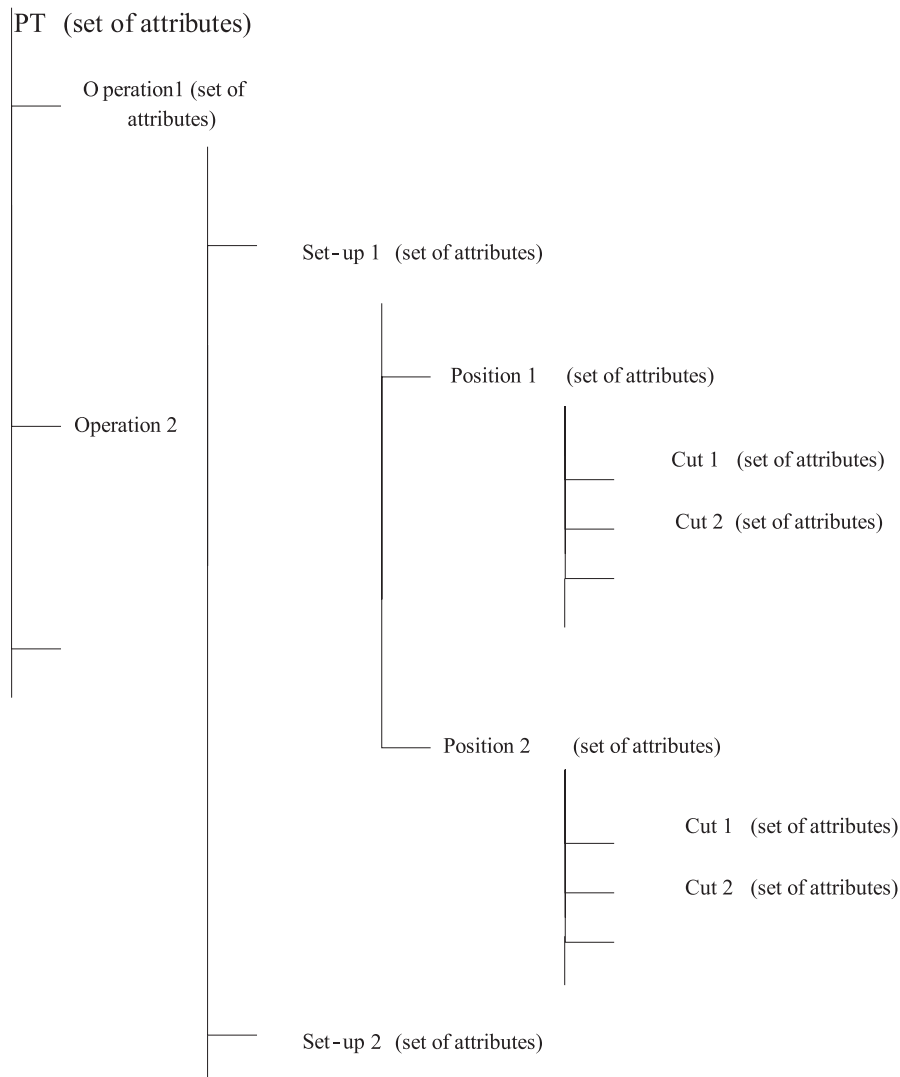 PT (set of attributes)
O peration1 (set of
attributes)
Set-up 1 (set of attributes)
Position 1 (set of attributes)
Operation 2
Cut 1 (set of attributes)
Cut 2 (set of attributes)
Position 2 (set of attributes)
Cut 1 (set of attributes)
Cut 2 (set of attributes)
Set-up 2 (set of attributes)